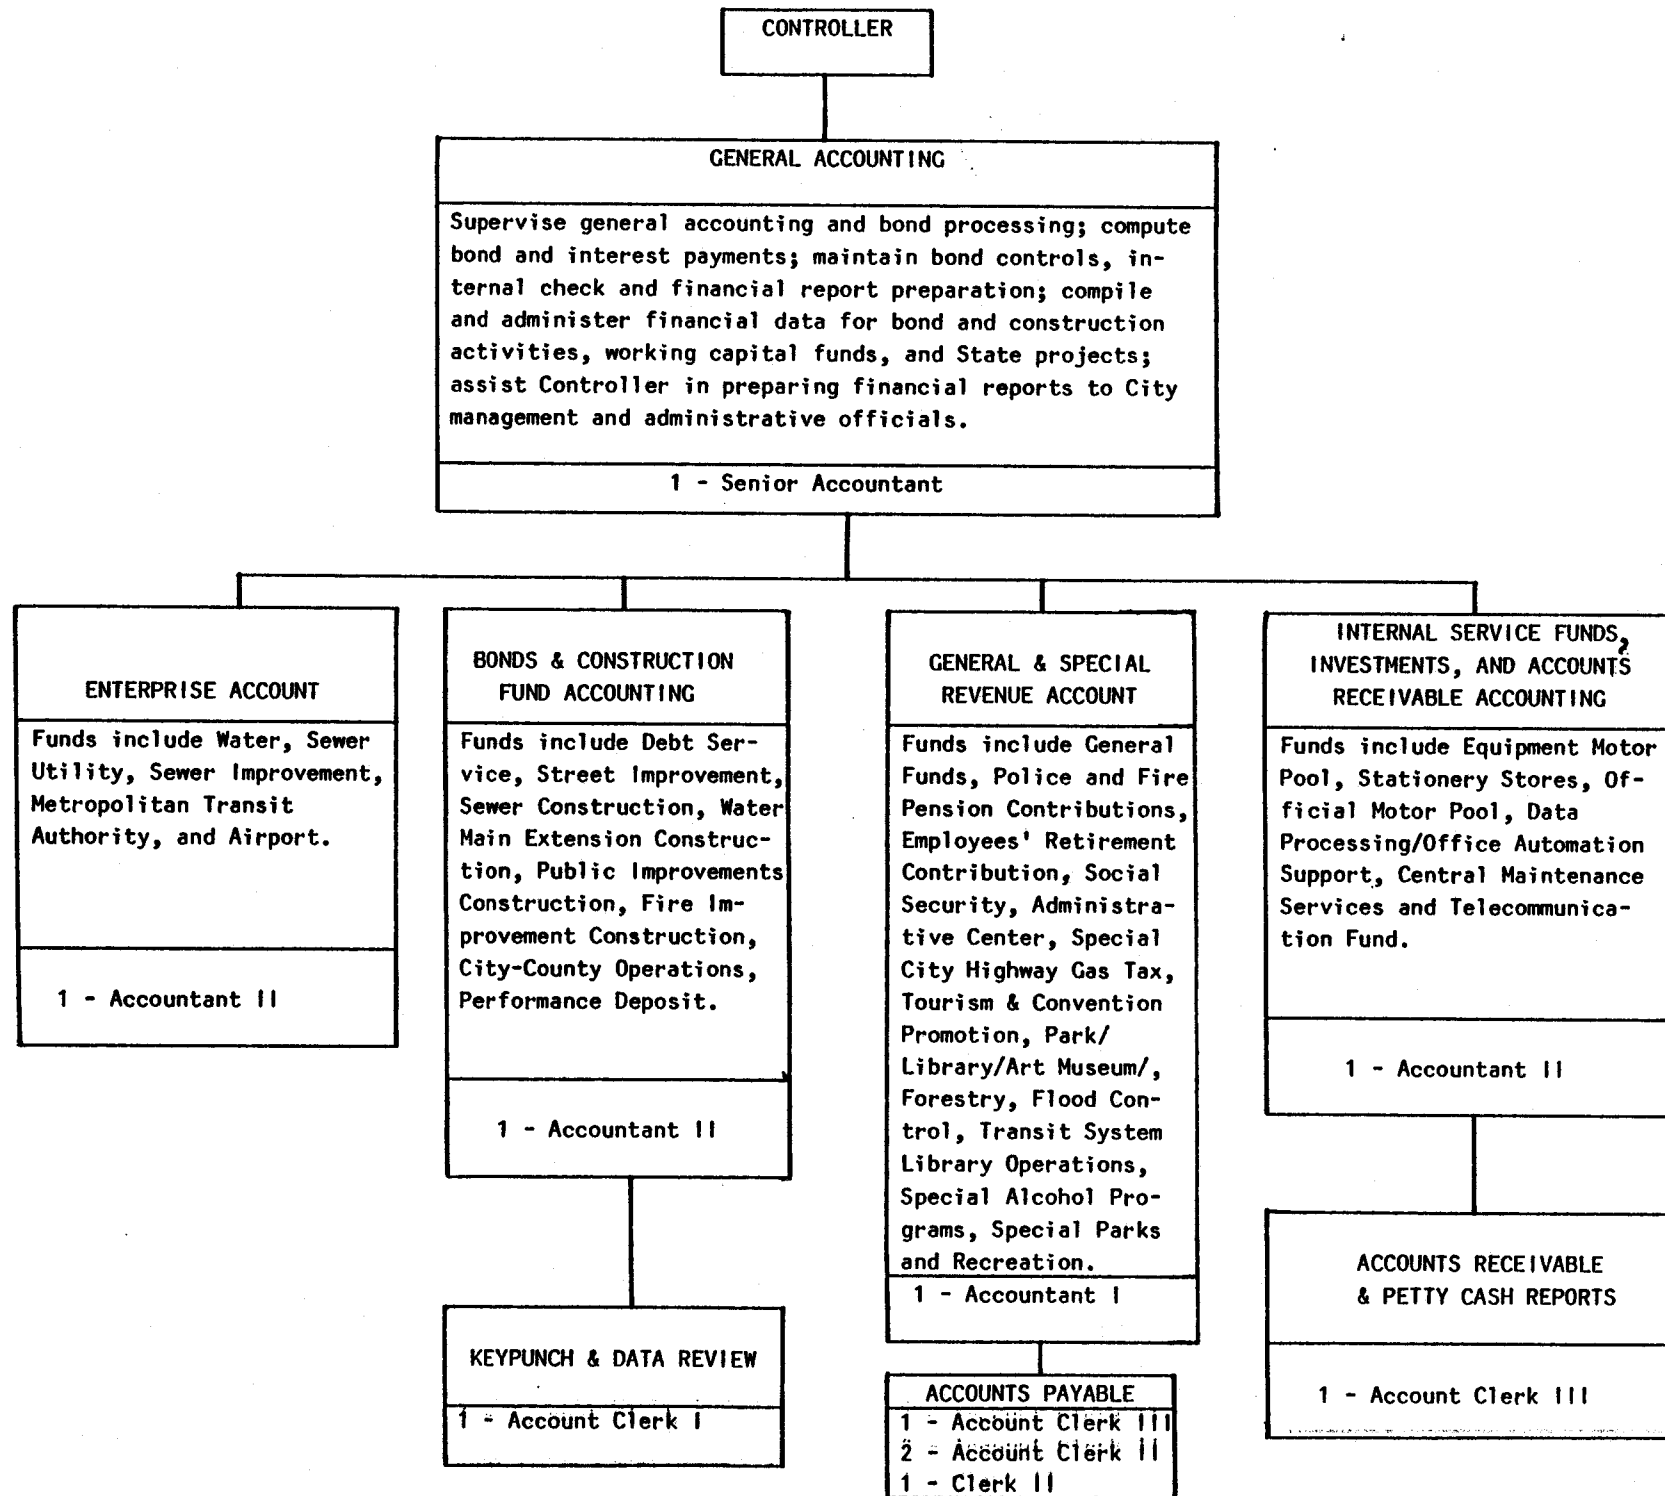 CONTROLLER
GENERAL ACCOUNTING
Supervise general accounting and bond processing; compute
bond and interest payments; maintain bond controls, in-
ternal check and financial report preparation; compile
and administer financial data for bond and construction
activities, working capital funds, and State projects;
assist Controller in preparing financial reports to City
management and administrative officials.
1 - Senior Accountant
ENTERPRISE ACCOUNT
Funds include Water, Sewer
Utility, Sewer Improvement,
Metropolitan Transit
Authority, and Airport.
1 - Accountant II
BONDS & CONSTRUCTION
FUND ACCOUNTING
Funds include Debt Ser-
vice, Street Improvement,
Sewer Construction, Water
Main Extension Construc-
tion, Public Improvements
Construction, Fire Im-
provement Construction,
City-County Operations,
Performance Deposit.
1 - Accountant II
KEYPUNCH & DATA REVIEW
1 - Account Clerk I
GENERAL & SPECIAL
REVENUE ACCOUNT
Funds include General
Funds, Police and Fire
Pension Contributions,
Employees' Retirement
Contribution, Social
Security, Administra-
tive Center, Special
City Highway Gas Tax,
Tourism & Convention
Promotion, Park/
Library/Art Museum/,
Forestry, Flood Con-
trol, Transit System
Library Operations,
Special Alcohol Pro-
grams, Special Parks
and Recreation.
1 - Accountant I
ACCOUNTS PAYABLE
1 - Account Clerk III
2 - Account Clerk II
1 - Clerk II
INTERNAL SERVICE FUNDS,
INVESTMENTS, AND ACCOUNTS
RECEIVABLE ACCOUNTING
Funds include Equipment Motor
Pool, Stationery Stores, Of-
ficial Motor Pool, Data
Processing/Office Automation
Support, Central Maintenance
Services and Telecommunica-
tion Fund.
1 - Accountant II
ACCOUNTS RECEIVABLE
& PETTY CASH REPORTS
1 - Account Clerk III